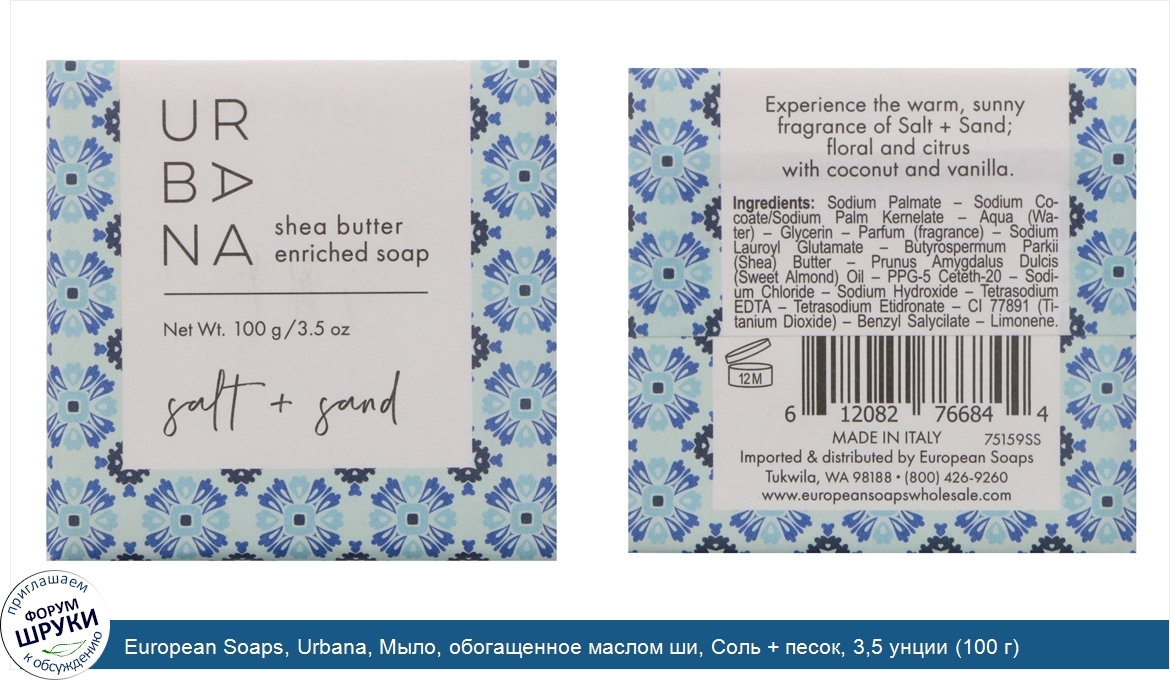 UR
BA
NA
shea butter
enriched soap
Net Wt. 100 g/3.5 oz
salt + sand
Experience the warm, sunny
fragrance of Salt + Sand;
floral and citrus
with coconut and vanilla.
Ingredients: Sodium Palmate – Sodium Co-
coate/Sodium Palm Kernelate – Aqua (Wa-
ter) – Glycerin – Parfum (fragrance) – Sodium
Lauroyl Glutamate – Butyrospermum Parkii
(Shea) Butter – Prunus Amygdalus Dulcis
(Sweet Almond) Oil – PPG-5 Ceteth-20 – Sodi-
um Chloride – Sodium Hydroxide – Tetrasodium
EDTA – Tetrasodium Etidronate – CI 77891 (Ti-
tanium Dioxide) – Benzyl Salycilate – Limonene.
12M
6 12082 76684 4
MADE IN ITALY 75159SS
Imported & distributed by European Soaps
Tukwila, WA 98188 • (800) 426-9260
www.europeansoapswholesale.com
приглашаем
ФОРУМ
ШРУКИ
к обсуждению
European Soaps, Urbana, Мыло, обогащенное маслом ши, Соль + песок, 3,5 унции (100 г)